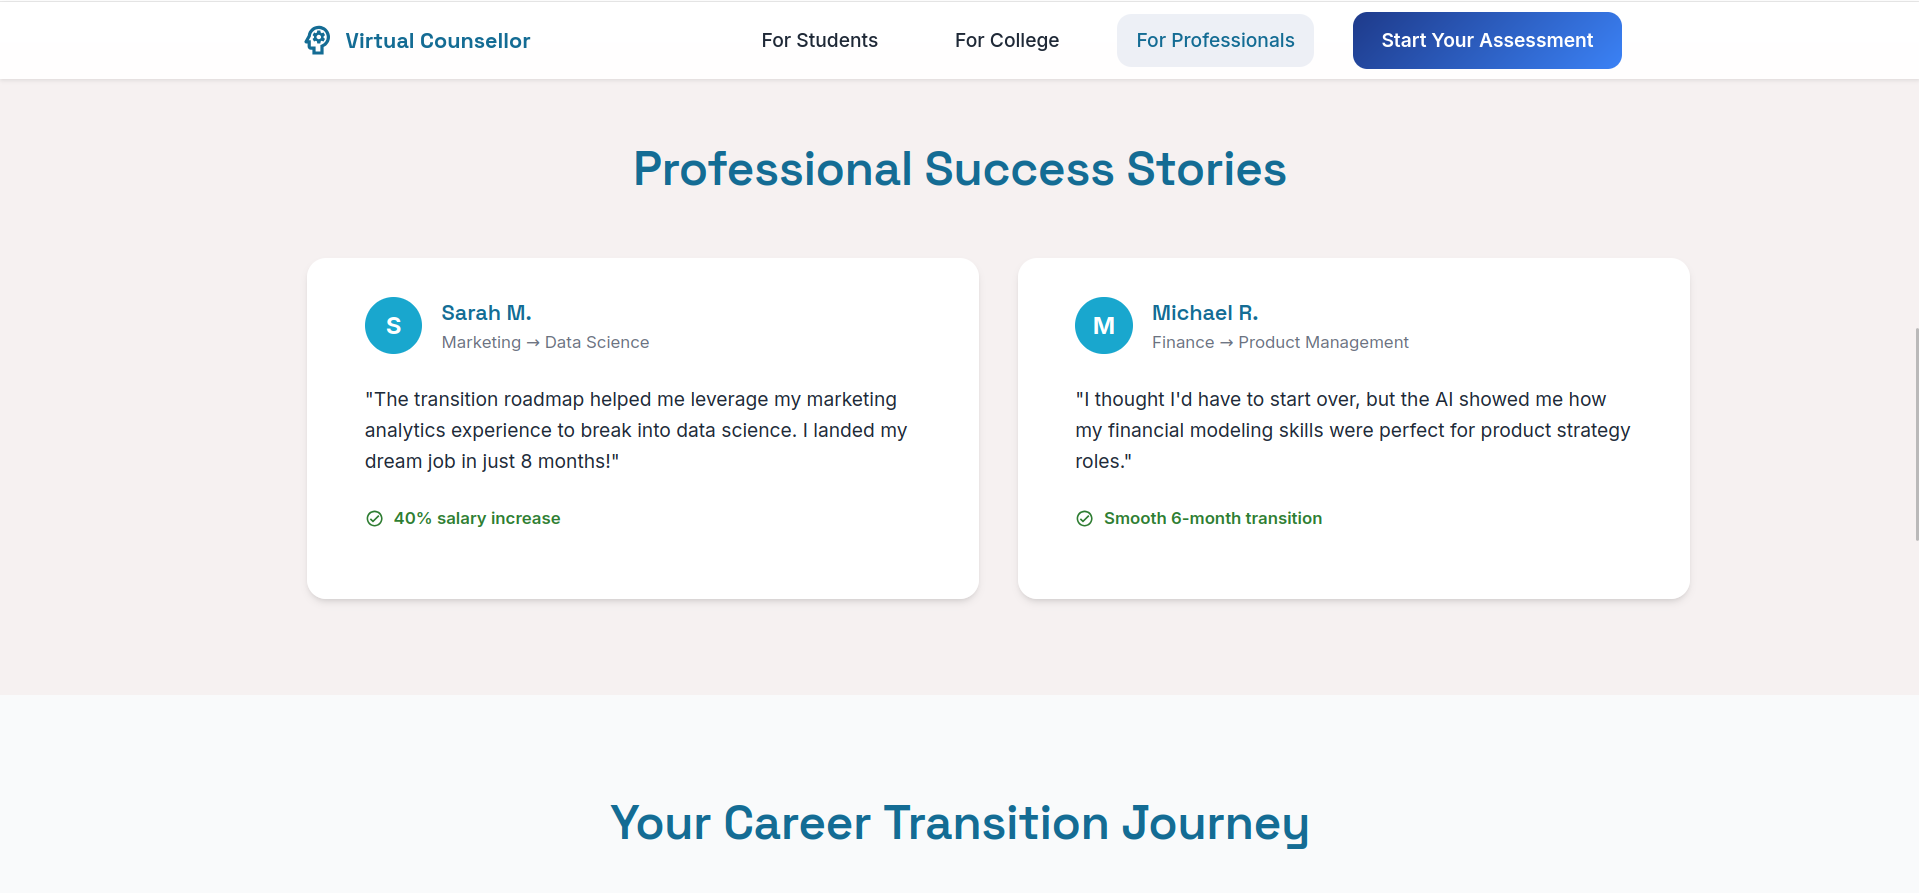 Virtual Counsellor
For Students
For College
For Professionals
Start Your Assessment
Professional Success Stories
S
Sarah M.
Marketing → Data Science
"The transition roadmap helped me leverage my marketing
analytics experience to break into data science. I landed my
dream job in just 8 months!"
40% salary increase
M
Michael R.
Finance → Product Management
"I thought I'd have to start over, but the AI showed me how
my financial modeling skills were perfect for product strategy
roles."
Smooth 6-month transition
Your Career Transition Journey